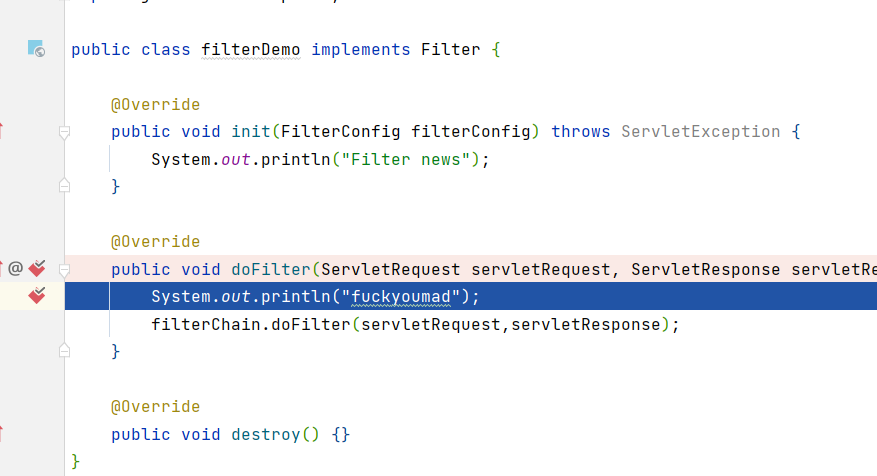 public class filterDemo implements Filter {
@Override
public void init(FilterConfig filterConfig) throws ServletException {
System.out.println("Filter news");
}
@Override
@ public void doFilter(ServletRequest servletRequest, ServletResponse servletRe
System.out.println("fuckyoumad");
filterChain.doFilter(servletRequest,servletResponse);
}
@Override
public void destroy() {}
}